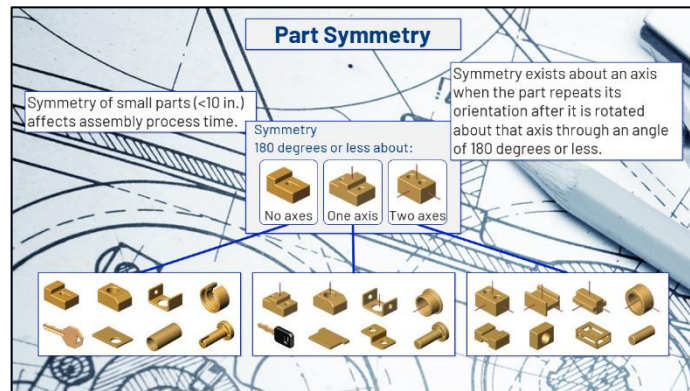 Part Symmetry
Symmetry of small parts (<10 in.)
affects assembly process time.
Symmetry exists about an axis
when the part repeats its
orientation after it is rotated
about that axis through an angle
of 180 degrees or less.
Symmetry
180 degrees or less about:
No axes
One axis
Two axes